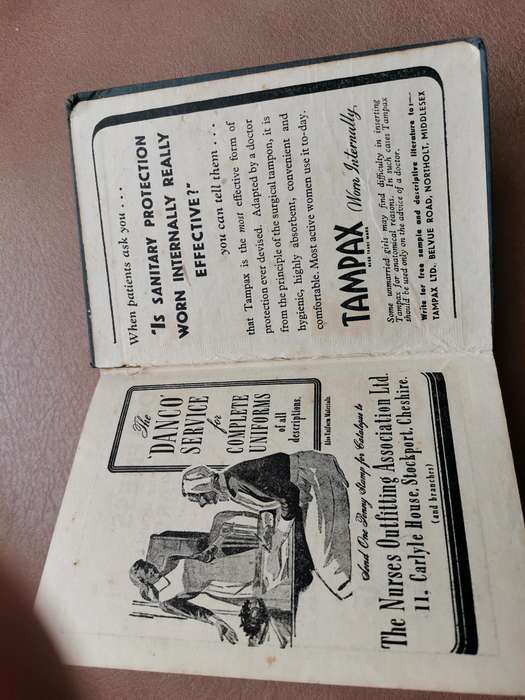 The
'DANCO'
SERVICE
for
COMPLETE
UNIFORMS
of all
descriptions.
Also Uniform Materials
Send One Penny Stamp for Catalogue to
The Nurses Outfitting Association Ltd.
11, Carlyle House, Stockport, Cheshire.
(and branches)
When patients ask you . . . .
"IS SANITARY PROTECTION
WORN INTERNALLY REALLY
EFFECTIVE?"
you can tell them . . .
that Tampax is the most effective form of
protection ever devised. Adapted by a doctor
from the principle of the surgical tampon, it is
hygienic, highly absorbent, convenient and
comfortable. Most active women use it to-day.
TAMPAX (Worn Internally)
REGD TRADE MARK
Some unmarried girls may find difficulty in inserting
Tampax for anatomical reasons. In such cases Tampax
should be used only on the advice of a doctor.
Write for free sample and descriptive literature to :—
TAMPAX LTD. BELVUE ROAD, NORTHOLT, MIDDLESEX